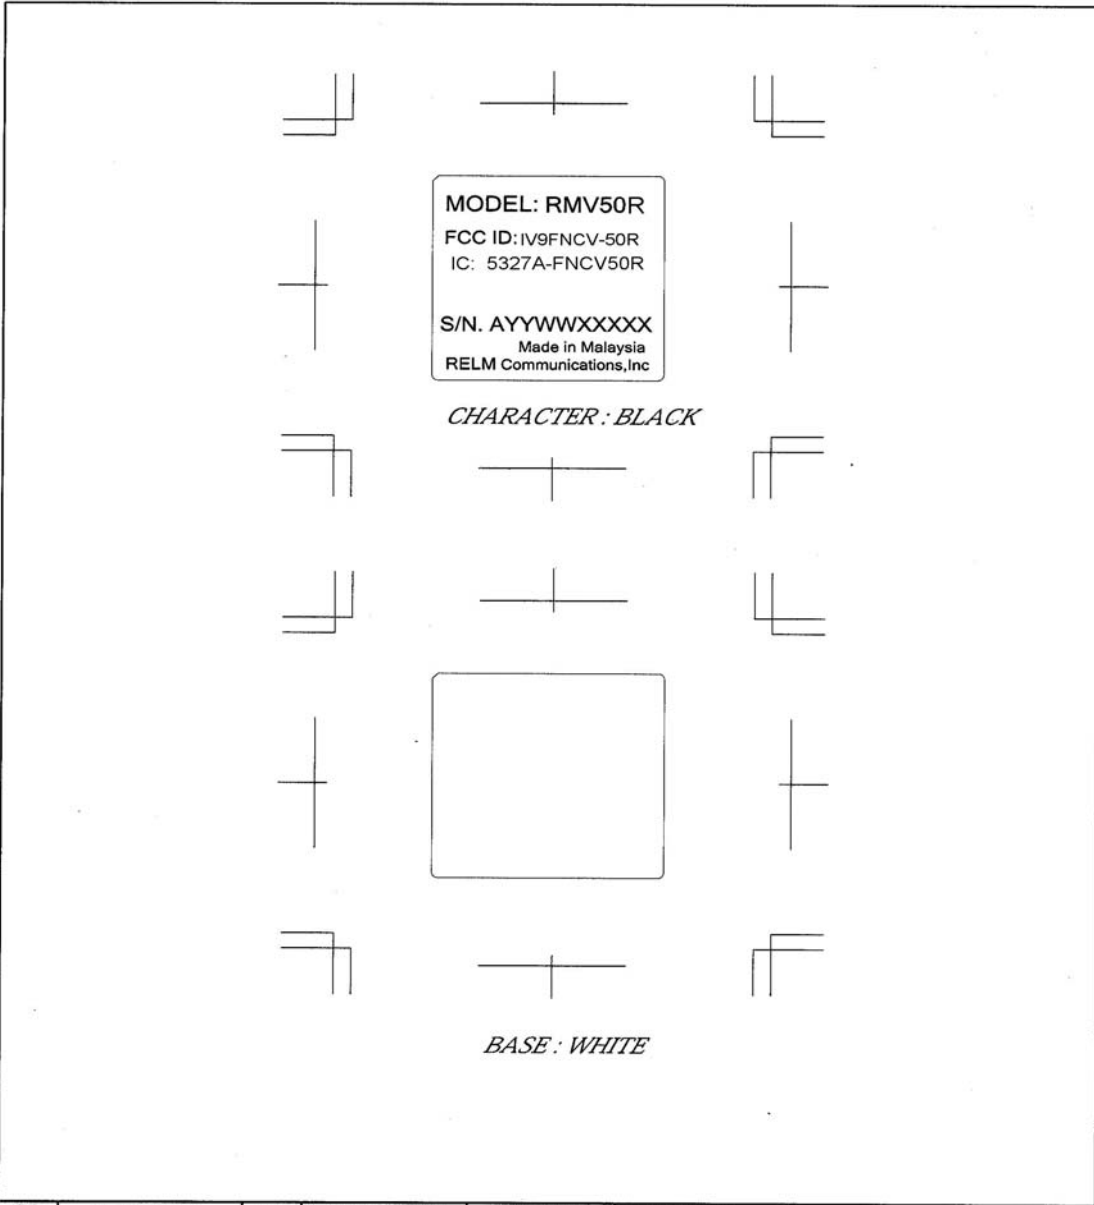 MODEL: RMV50R
FCC ID: IV9FNCV-50R
IC: 5327A-FNCV50R
S/N. AYYWWXXXXX
Made in Malaysia
RELM Communications,Inc
CHARACTER : BLACK
BASE : WHITE